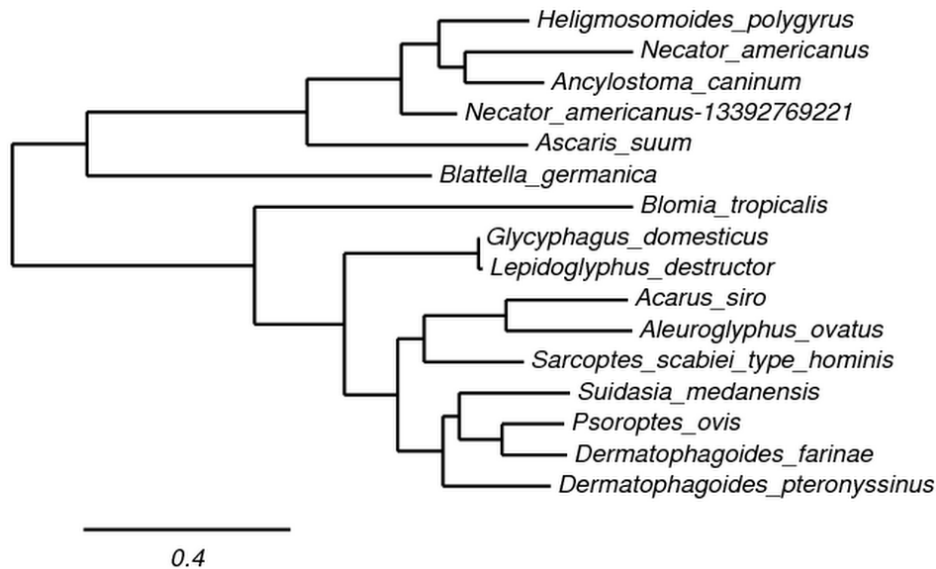 Heligmosomoides_polygyrus
Necator_americanus
Ancylostoma_caninum
Necator_americanus-13392769221
Ascaris_suum
Blattella_germanica
Blomia_tropicalis
Glycyphagus_domesticus
Lepidoglyphus_destructor
Acarus_siro
Aleuroglyphus_ovatus
Sarcoptes_scabiei_type_hominis
Suidasia_medanensis
Psoroptes_ovis
Dermatophagoides_farinae
Dermatophagoides_pteronyssinus
0.4